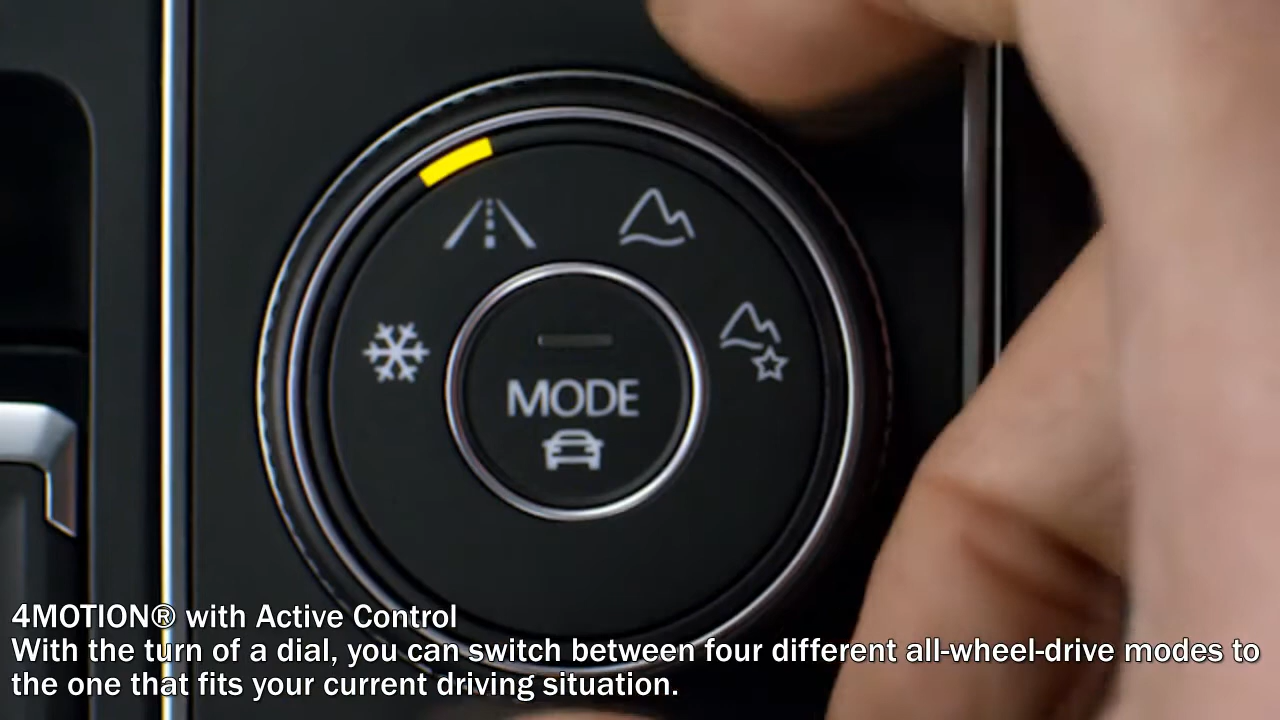 MODE
4MOTION® with Active Control
With the turn of a dial, you can switch between four different all-wheel-drive modes to
the one that fits your current driving situation.